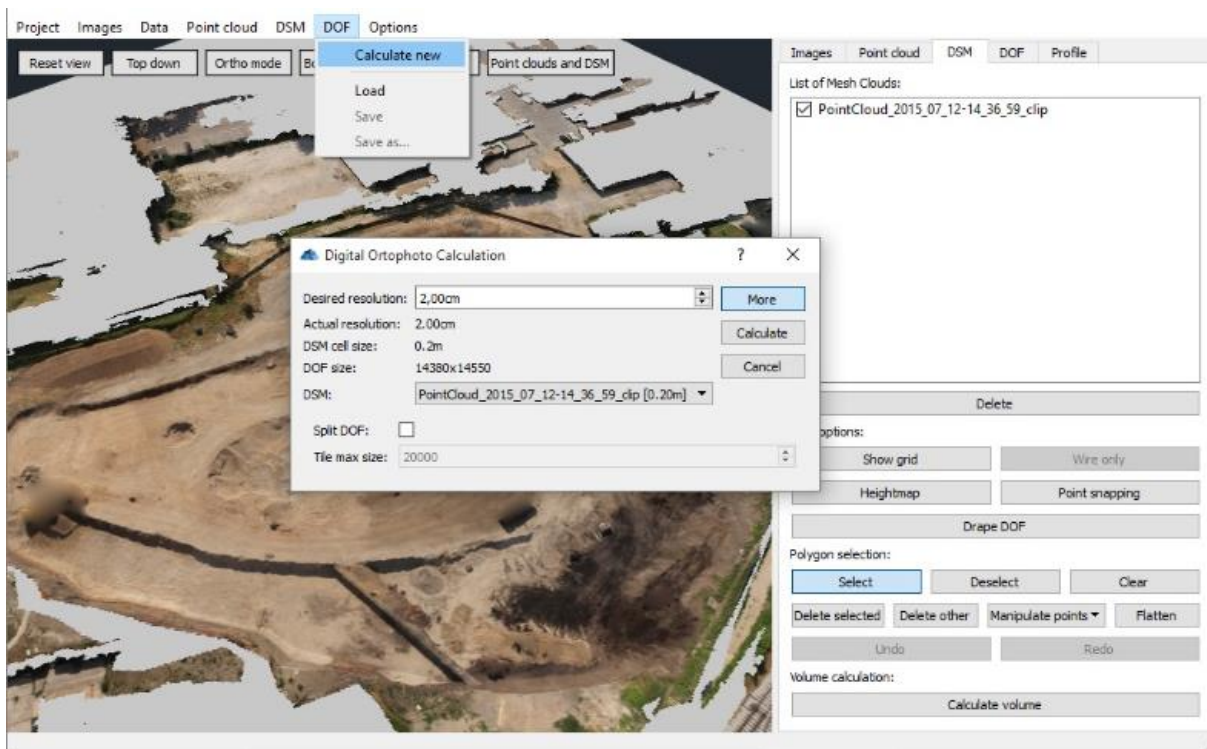 Project Images Data Point cloud DSM DOF Options
Reset view Top down Ortho mode Point clouds and DSM
Calculate new
Load
Save
Save as...
Images Point cloud DSM DOF Profile
List of Mesh Clouds:
PointCloud_2015_07_12-14_36_59_clip
Digital Ortophoto Calculation ?
Desired resolution: 2,00cm More
Actual resolution: 2.00cm
Calculate
DSM cell size: 0.2m
DOF size: 14380x14550
Cancel
DSM: PointCloud_2015_07_12-14_36_59_clip [0.20m]
Split DOF:
Tile max size: 20000
Delete
options:
Show grid Wire only
Heightmap Point snapping
Drape DOF
Polygon selection:
Select Deselect Clear
Delete selected Delete other Manipulate points Flatten
Undo Redo
Volume calculation:
Calculate volume